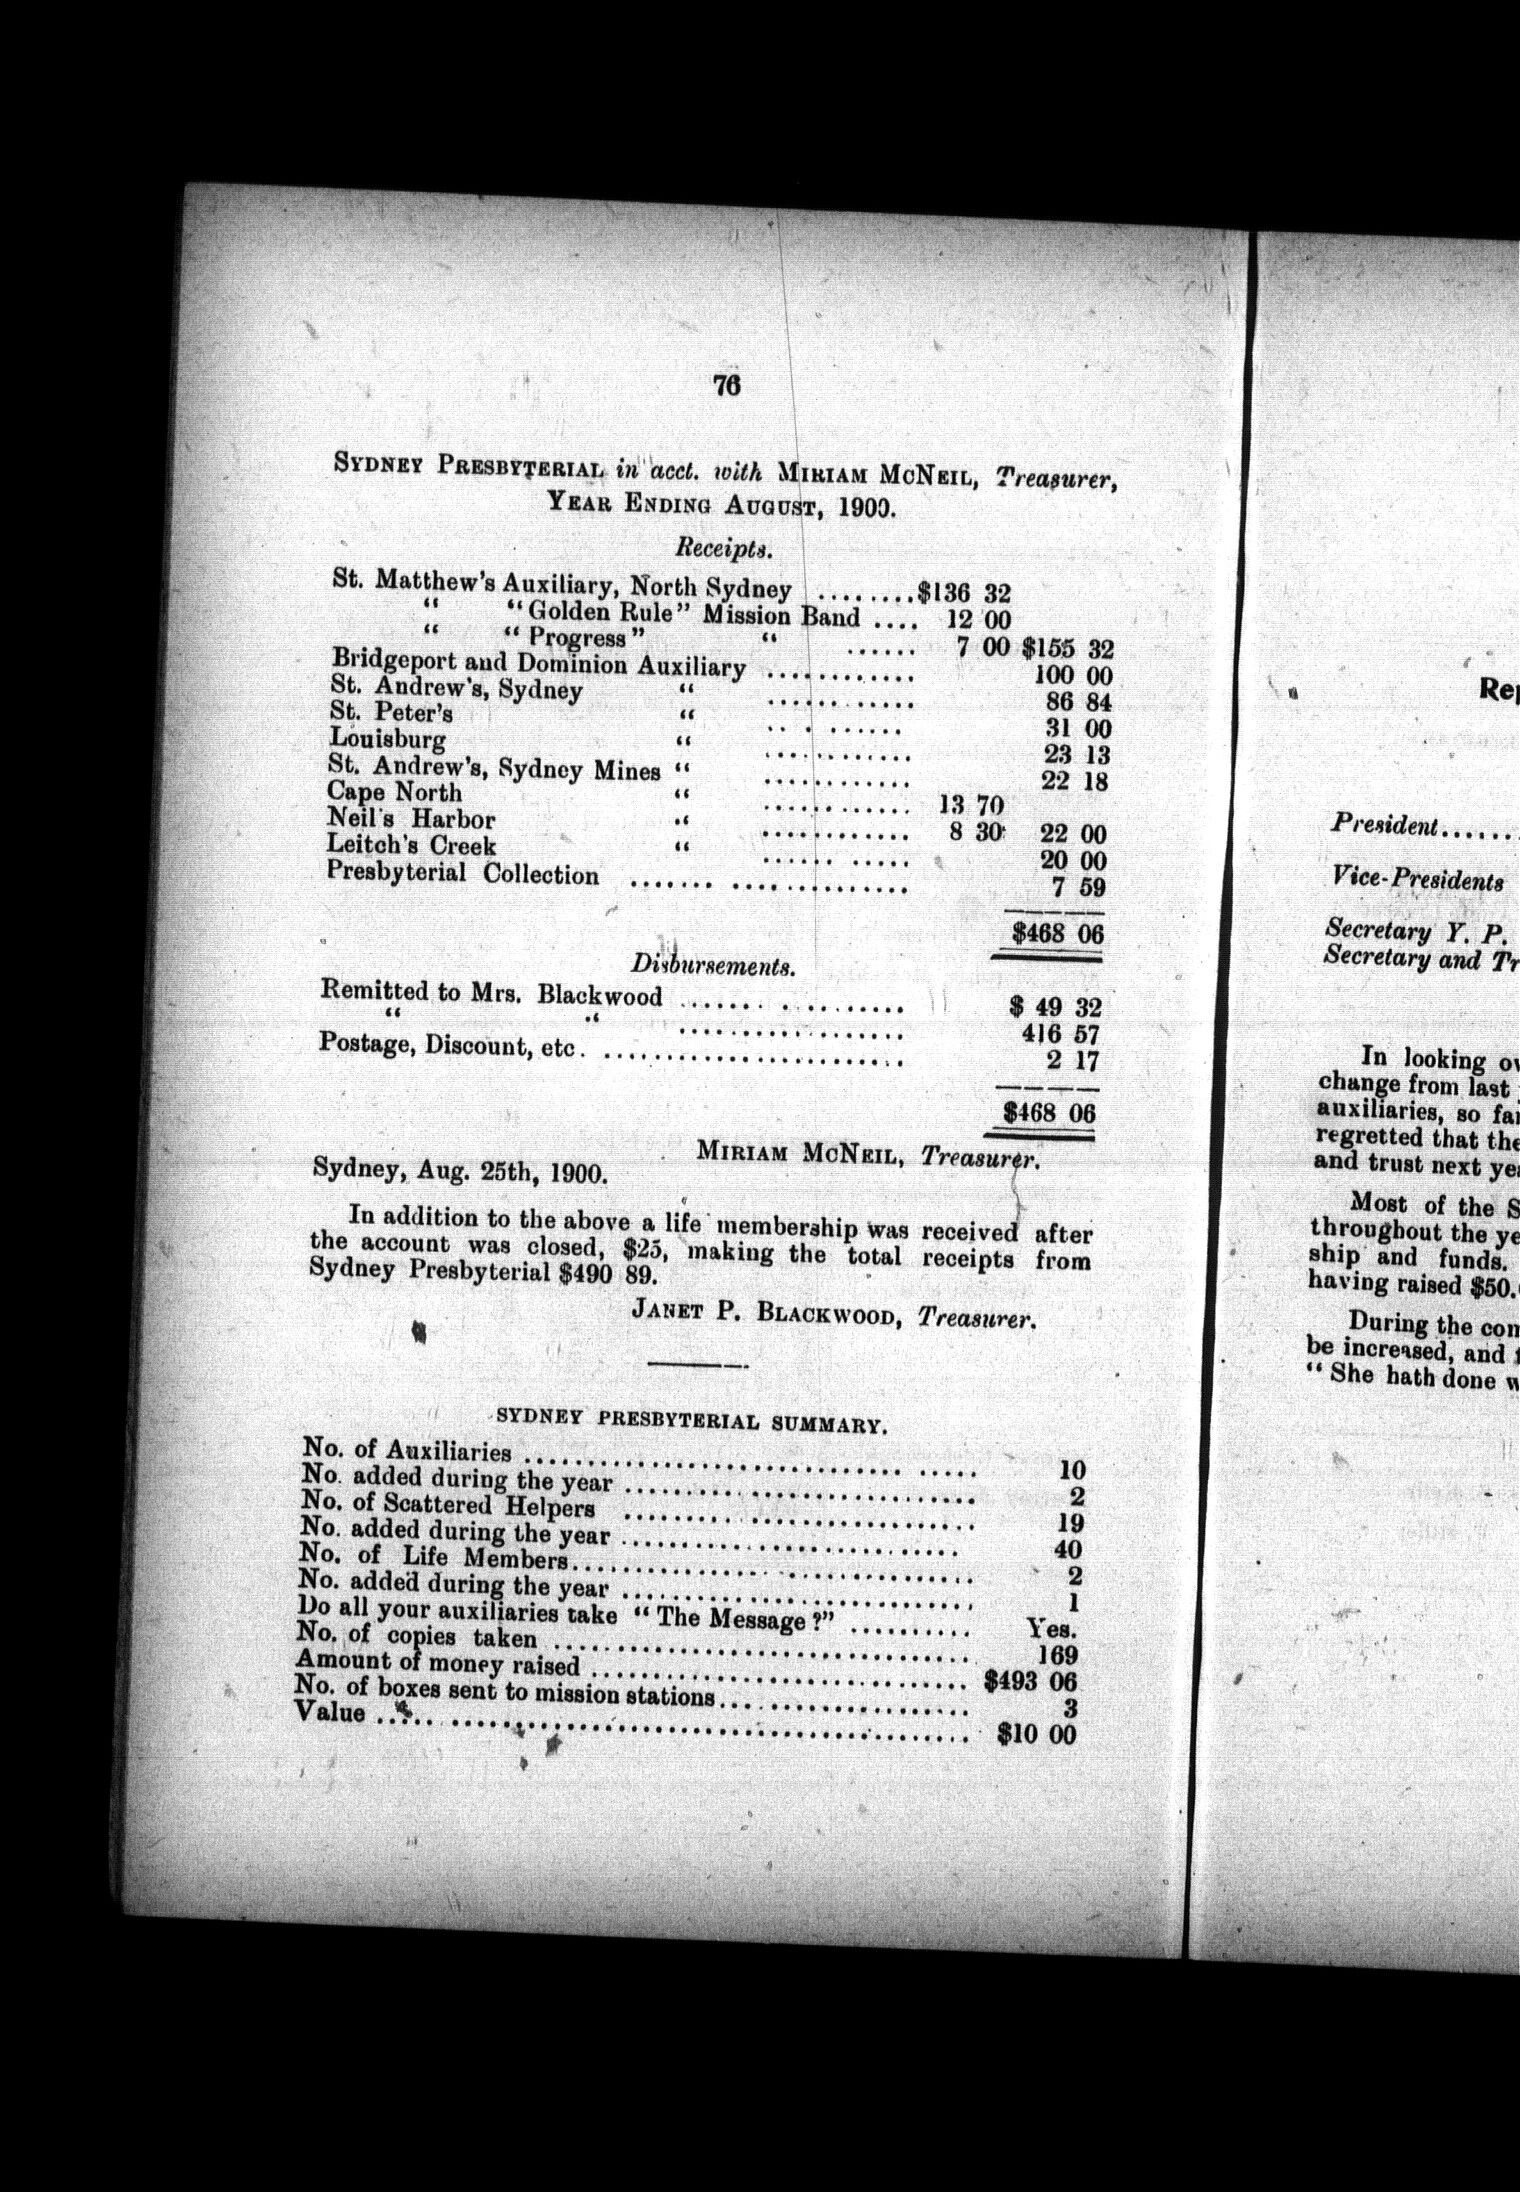 76
SYDNEY PRESBYTERIAL in acct. with MIRIAM MCNEIL, Treasurer,
YEAR ENDING AUGUST, 1900.
Receipts.
St. Matthew's Auxiliary, North Sydney ........$136 32
" "Golden Rule" Mission Band .... 12 00
" "Progress" " ...... 7 00 $155 32
Bridgeport and Dominion Auxiliary ............ 100 00
St. Andrew's, Sydney " ............ 86 84
St. Peter's " ............ 31 00
Louisburg " ............ 23 13
St. Andrew's, Sydney Mines " ............ 22 18
Cape North " ............ 13 70
Neil's Harbor " ............ 8 30 22 00
Leitch's Creek " ...... ..... 20 00
Presbyterial Collection ....... ............... 7 59
$468 06
Disbursements.
Remitted to Mrs. Blackwood ................... $ 49 32
" " ................... 416 57
Postage, Discount, etc. ........................ 2 17
$468 06
MIRIAM MCNEIL, Treasurer.
Sydney, Aug. 25th, 1900.
In addition to the above a life membership was received after
the account was closed, $25, making the total receipts from
Sydney Presbyterial $490 89.
JANET P. BLACKWOOD, Treasurer.
SYDNEY PRESBYTERIAL SUMMARY.
No. of Auxiliaries .................................... 10
No. added during the year ............................. 2
No. of Scattered Helpers ............................. 19
No. added during the year ............................ 40
No. of Life Members................................. 2
No. added during the year ............................. 1
Do all your auxiliaries take "The Message?" .......... Yes.
No. of copies taken .................................. 169
Amount of money raised ............................... $493 06
No. of boxes sent to mission stations.................... 3
Value ................................................ $10 00
Rep
President.......
Vice-Presidents
Secretary Y. P.
Secretary and Tr
In looking ov
change from last
auxiliaries, so far
regretted that the
and trust next yea
Most of the S
throughout the ye
ship and funds.
having raised $50.
During the com
be increased, and f
"She hath done w